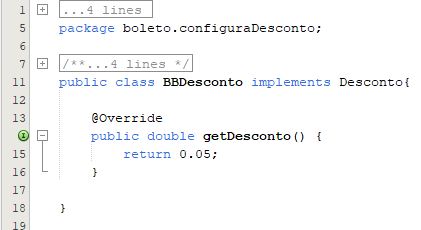 1 ...4 lines
5 package boleto.configuraDesconto;
6
7 /**...4 lines */
11 public class BBDesconto implements Desconto{
12
13 @Override
public double getDesconto() {
15 return 0.05;
16 }
17
18 }
19